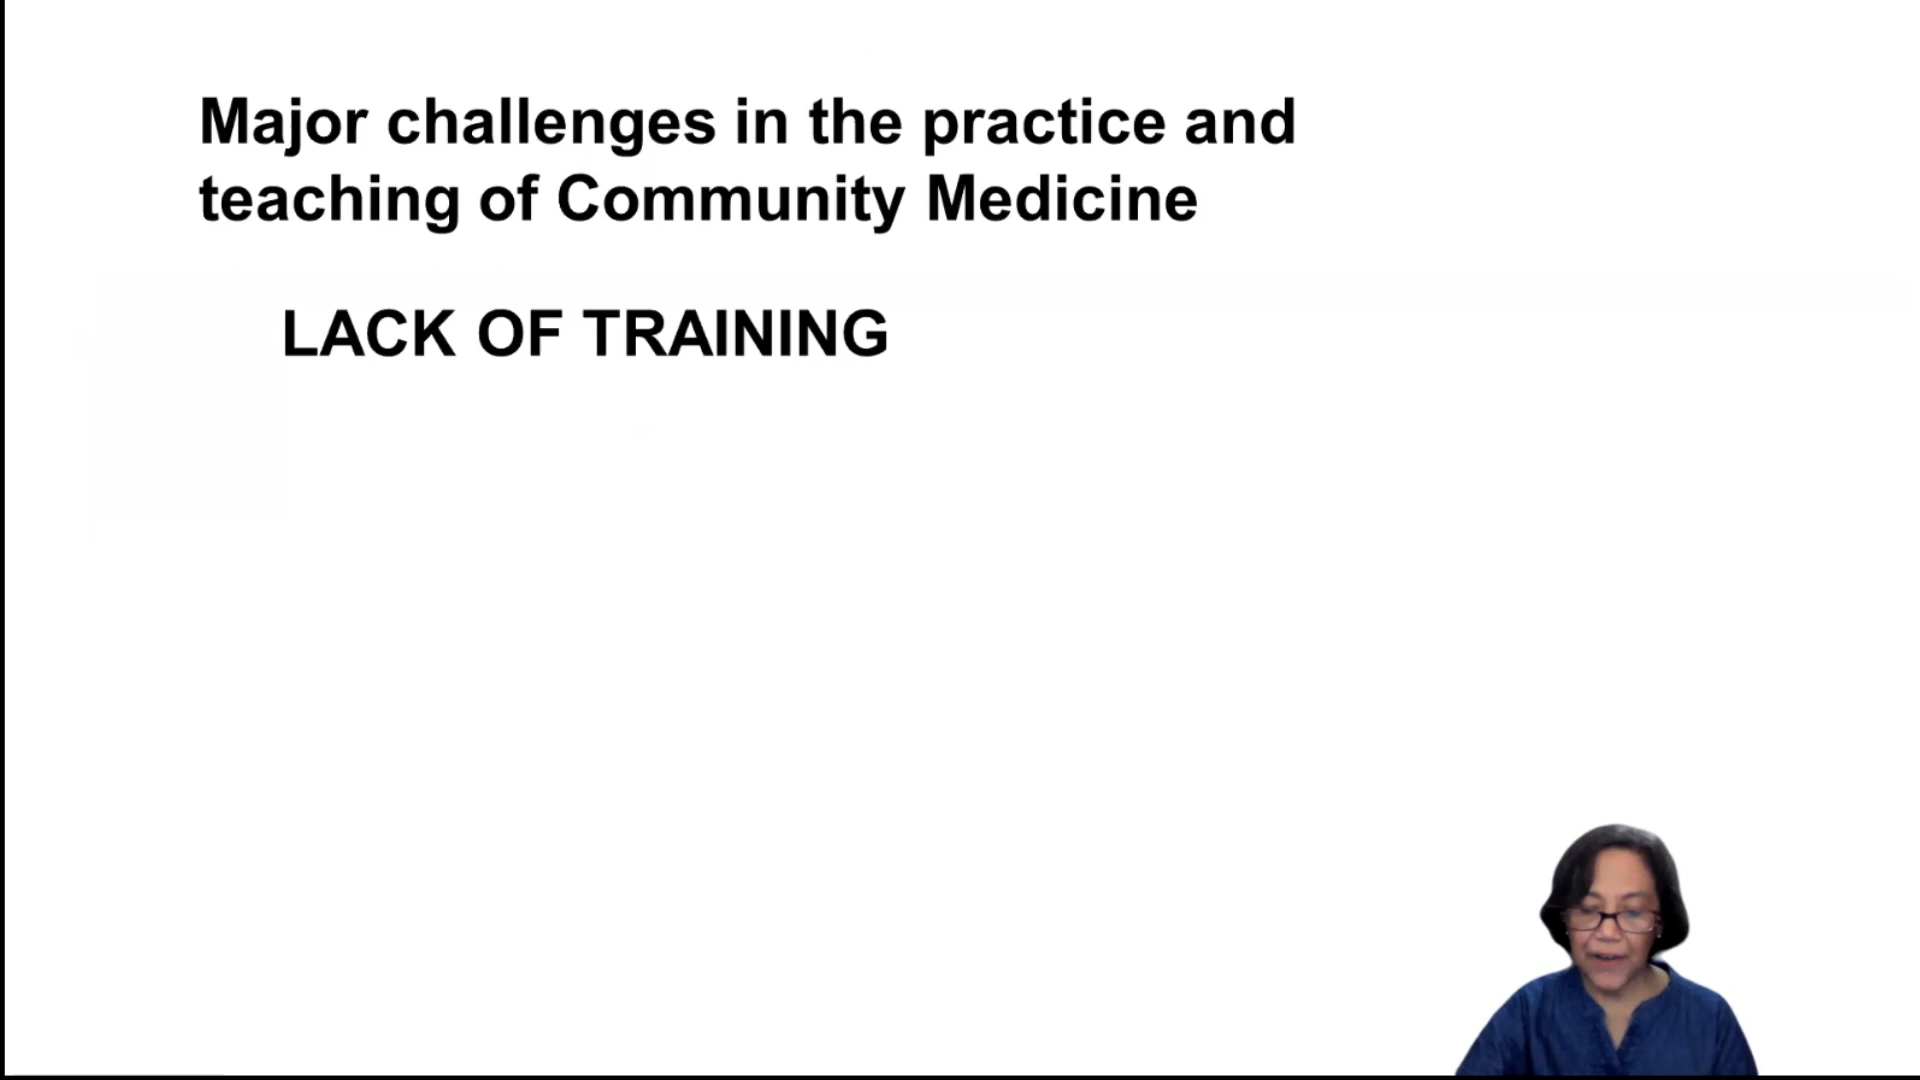 Major challenges in the practice and
teaching of Community Medicine
LACK OF TRAINING